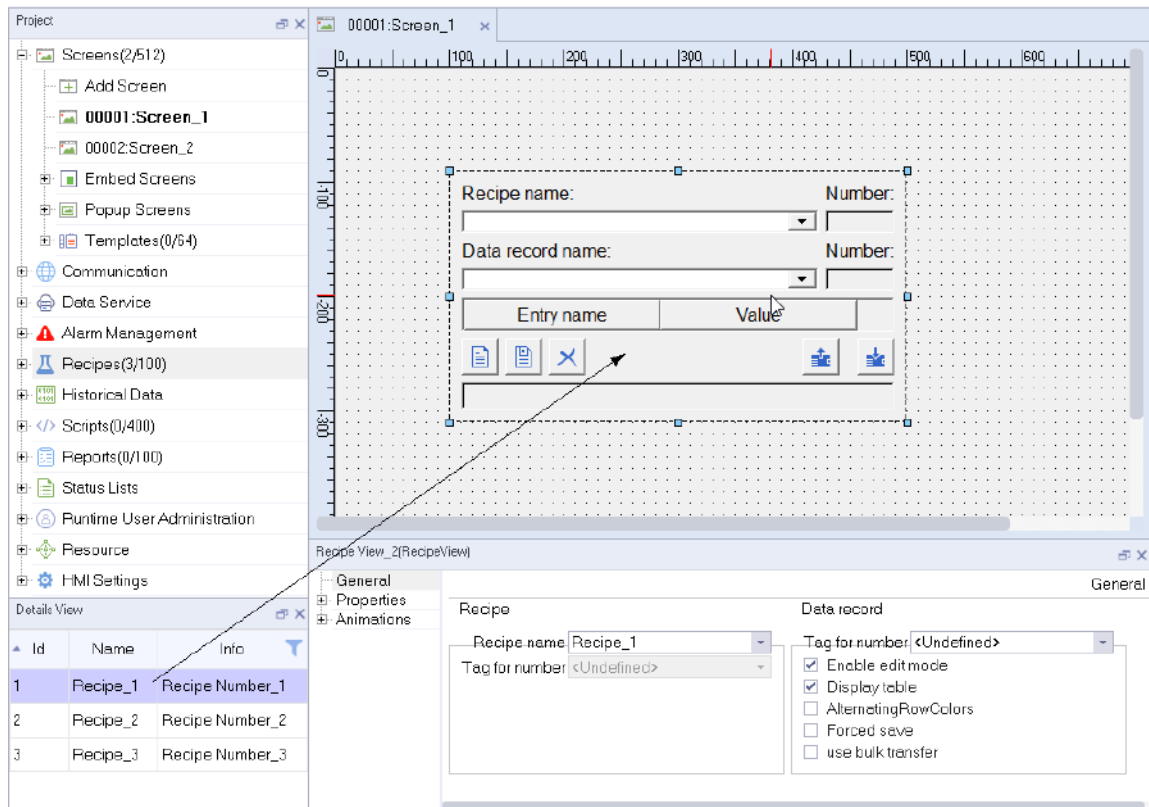 Project
Screens(2/512)
Add Screen
00001:Screen_1
00002:Screen_2
Embed Screens
Popup Screens
Templates(0/64)
Communication
Data Service
Alarm Management
Recipes(3/100)
Historical Data
Scripts(0/400)
Reports(0/100)
Status Lists
Runtime User Administration
Resource
HMI Settings
Details View
Id Name Info
1 Recipe_1 Recipe Number_1
2 Recipe_2 Recipe Number_2
3 Recipe_3 Recipe Number_3
00001:Screen_1
0 100 200 300 400 500 600
0
100
200
300
Recipe name: Number:
Data record name: Number:
Entry name Value
Recipe View_2(RecipeView)
General
Properties
Animations
General
Recipe
Recipe name Recipe_1
Tag for number <Undefined>
Data record
Tag for number <Undefined>
Enable edit mode
Display table
AlternatingRowColors
Forced save
use bulk transfer